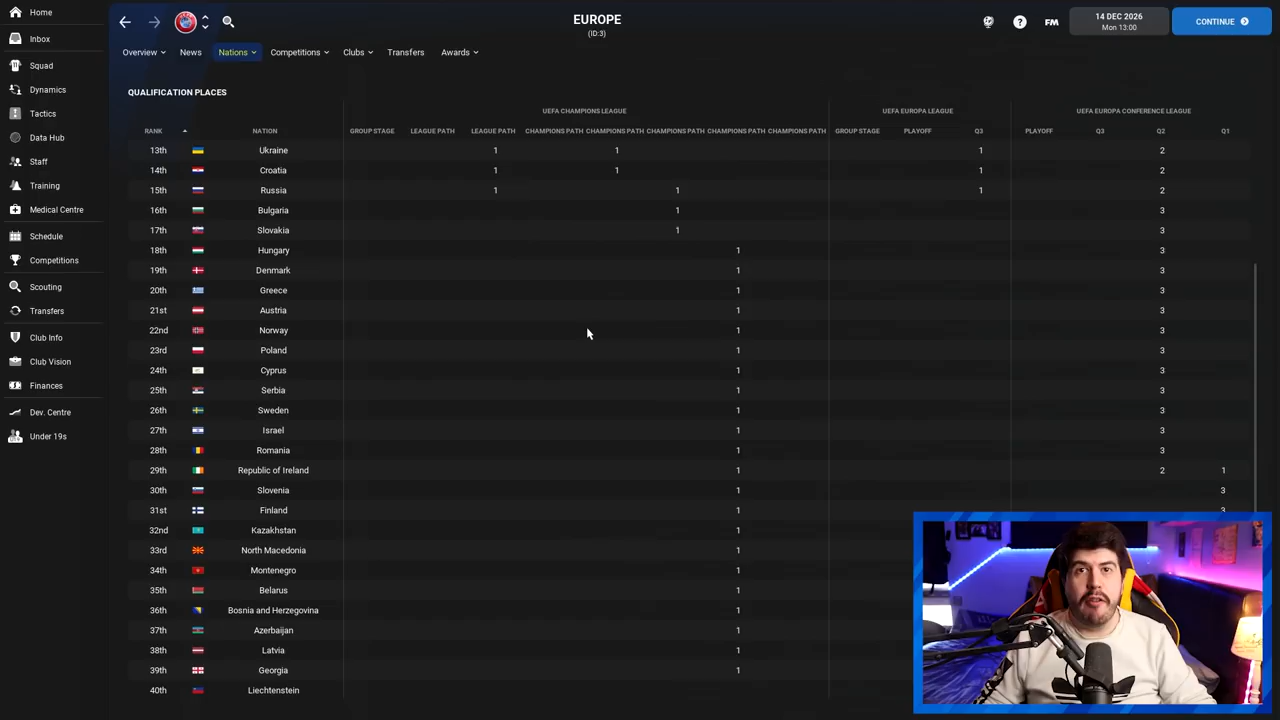 Home
Inbox
Squad
Dynamics
Tactics
Data Hub
Staff
Training
Medical Centre
Schedule
Competitions
Scouting
Transfers
Club Info
Club Vision
Finances
Dev. Centre
Under 19s
EUROPE
(ID:3)
FM
14 DEC 2026
Mon 13:00
CONTINUE
Overview News Nations Competitions Clubs Transfers Awards
QUALIFICATION PLACES
UEFA CHAMPIONS LEAGUE UEFA EUROPA LEAGUE UEFA EUROPA CONFERENCE LEAGUE
RANK NATION GROUP STAGE LEAGUE PATH LEAGUE PATH CHAMPIONS PATH CHAMPIONS PATH CHAMPIONS PATH CHAMPIONS PATH CHAMPIONS PATH GROUP STAGE PLAYOFF Q3 PLAYOFF Q3 Q2 Q1
13th Ukraine 1 1 1 2
14th Croatia 1 1 1 2
15th Russia 1 1 1 2
16th Bulgaria 1 3
17th Slovakia 1 3
18th Hungary 1 3
19th Denmark 1 3
20th Greece 1 3
21st Austria 1 3
22nd Norway 1 3
23rd Poland 1 3
24th Cyprus 1 3
25th Serbia 1 3
26th Sweden 1 3
27th Israel 1 3
28th Romania 1 3
29th Republic of Ireland 1 2 1
30th Slovenia 1 3
31st Finland 1 3
32nd Kazakhstan 1
33rd North Macedonia 1
34th Montenegro 1
35th Belarus 1
36th Bosnia and Herzegovina 1
37th Azerbaijan 1
38th Latvia 1
39th Georgia 1
40th Liechtenstein